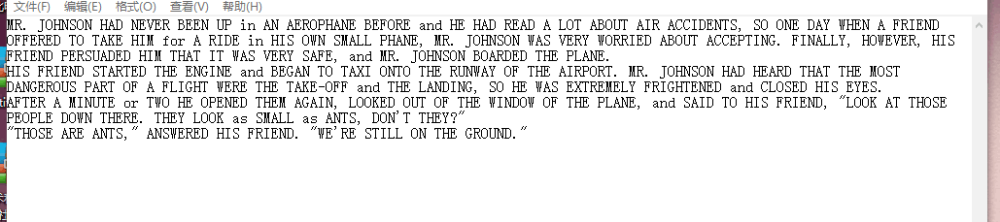 文件(F) 编辑(E) 格式(O) 查看(V) 帮助(H)
MR. JOHNSON HAD NEVER BEEN UP in AN AEROPHANE BEFORE and HE HAD READ A LOT ABOUT AIR ACCIDENTS, SO ONE DAY WHEN A FRIEND
OFFERED TO TAKE HIM for A RIDE in HIS OWN SMALL PHANE, MR. JOHNSON WAS VERY WORRIED ABOUT ACCEPTING. FINALLY, HOWEVER, HIS
FRIEND PERSUADED HIM THAT IT WAS VERY SAFE, and MR. JOHNSON BOARDED THE PLANE.
HIS FRIEND STARTED THE ENGINE and BEGAN TO TAXI ONTO THE RUNWAY OF THE AIRPORT. MR. JOHNSON HAD HEARD THAT THE MOST
DANGEROUS PART OF A FLIGHT WERE THE TAKE-OFF and THE LANDING, SO HE WAS EXTREMELY FRIGHTENED and CLOSED HIS EYES.
AFTER A MINUTE or TWO HE OPENED THEM AGAIN, LOOKED OUT OF THE WINDOW OF THE PLANE, and SAID TO HIS FRIEND, "LOOK AT THOSE
PEOPLE DOWN THERE. THEY LOOK as SMALL as ANTS, DON'T THEY?"
"THOSE ARE ANTS," ANSWERED HIS FRIEND. "WE'RE STILL ON THE GROUND."